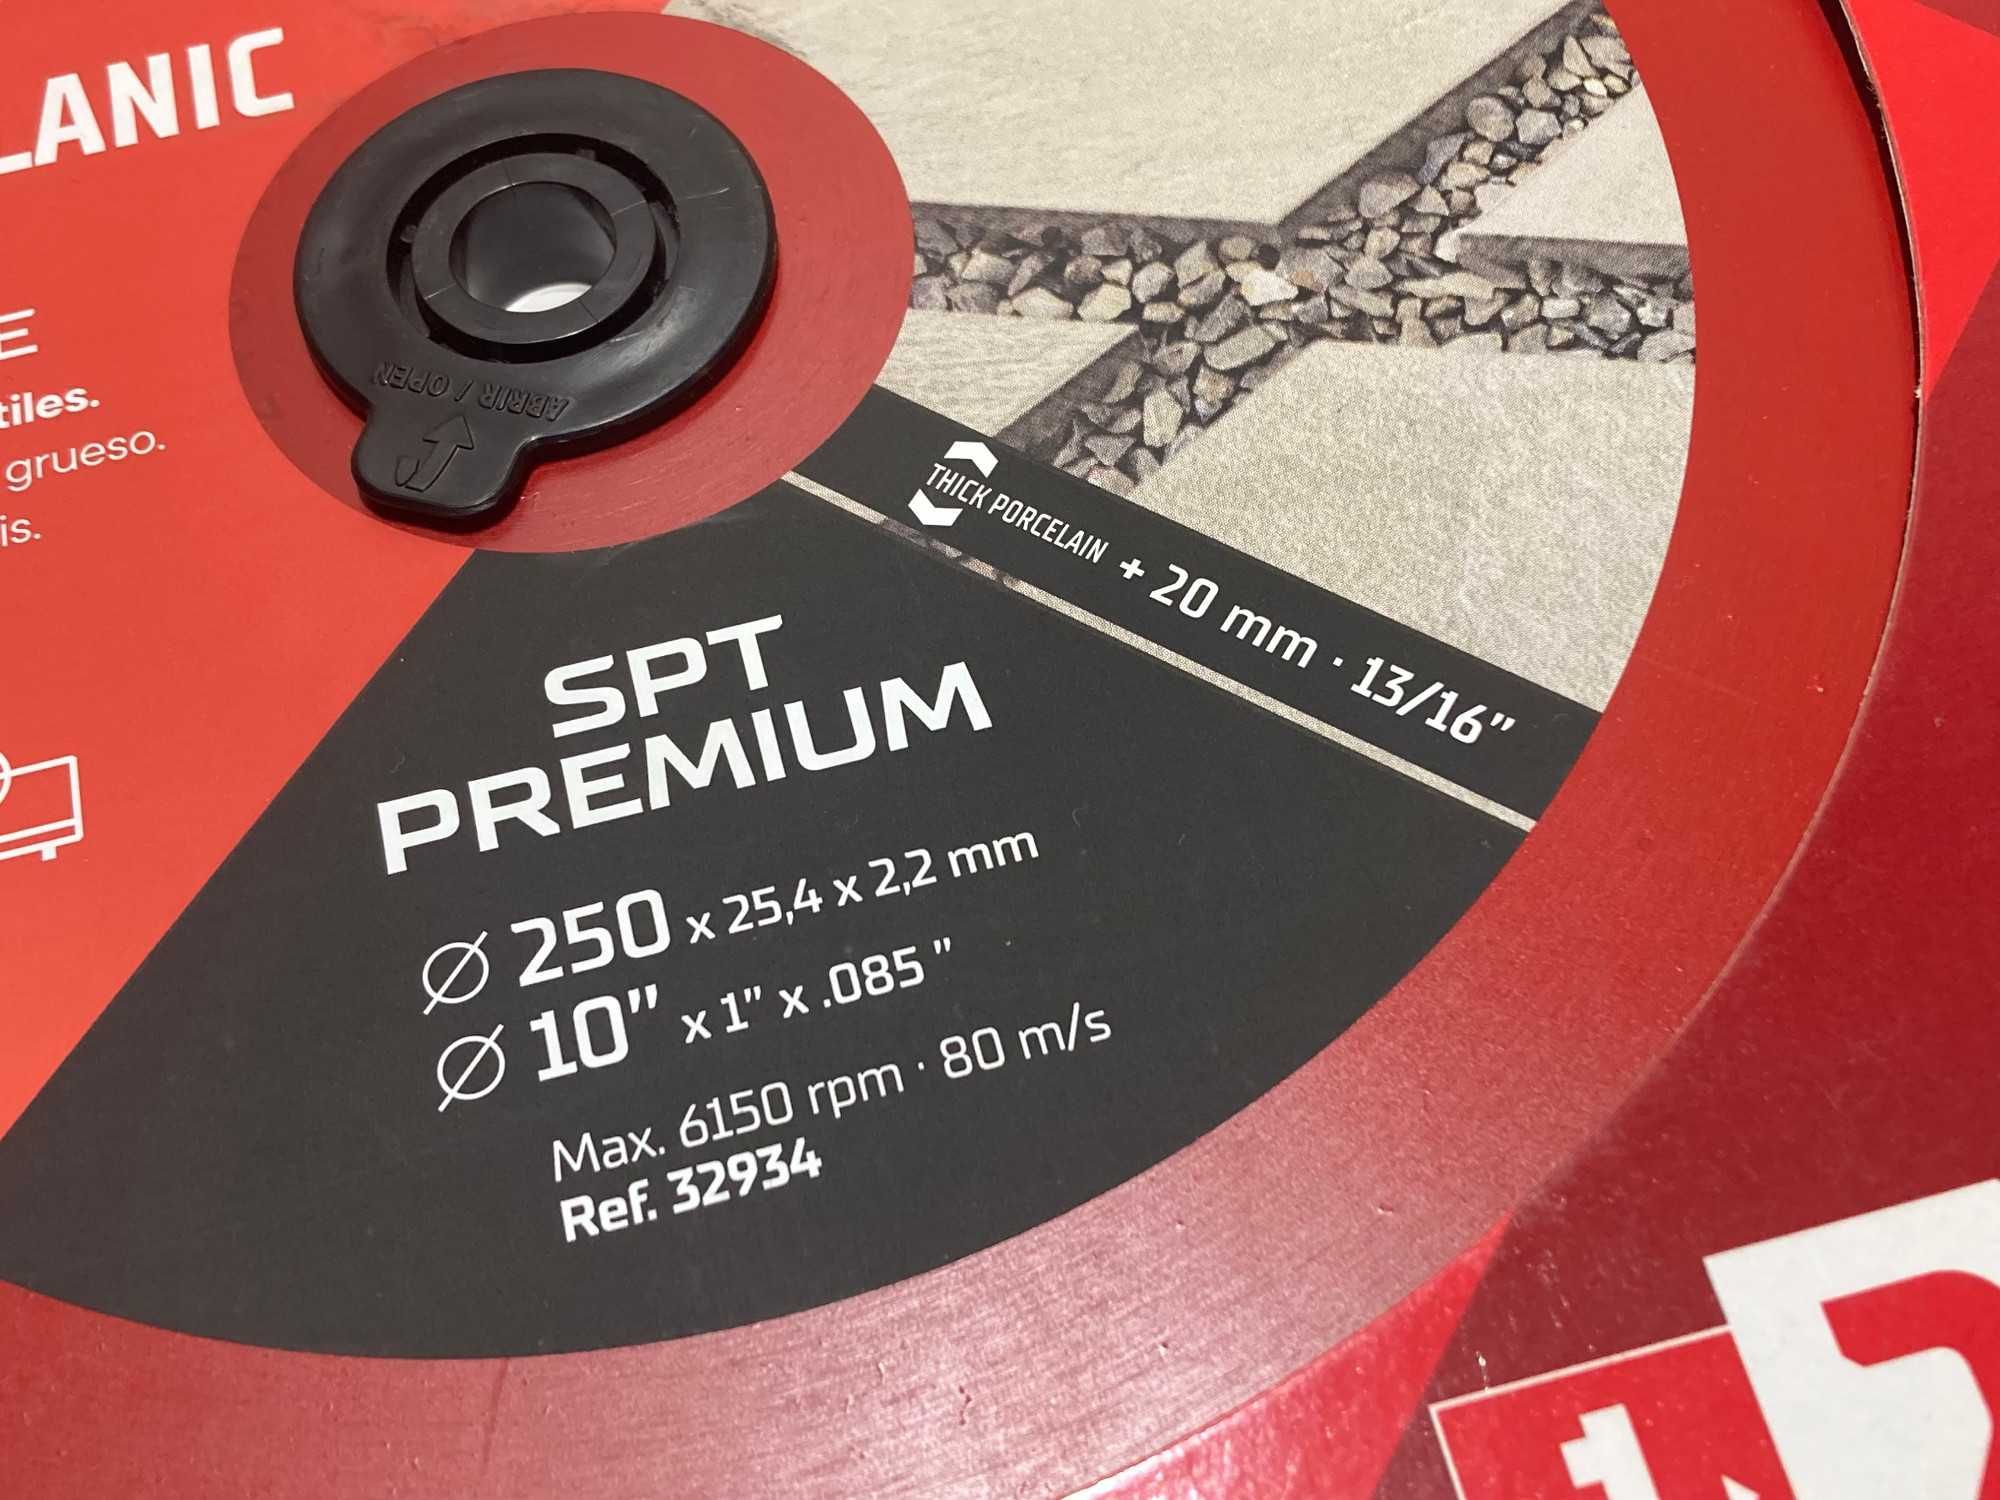 LANIC
E
tiles.
grueso.
is.
ABRIR / OPEN
THICK PORCELAIN + 20 mm · 13/16"
SPT
PREMIUM
Ø 250 x 25,4 x 2,2 mm
Ø 10" x 1" x .085"
Max. 6150 rpm · 80 m/s
Ref. 32934